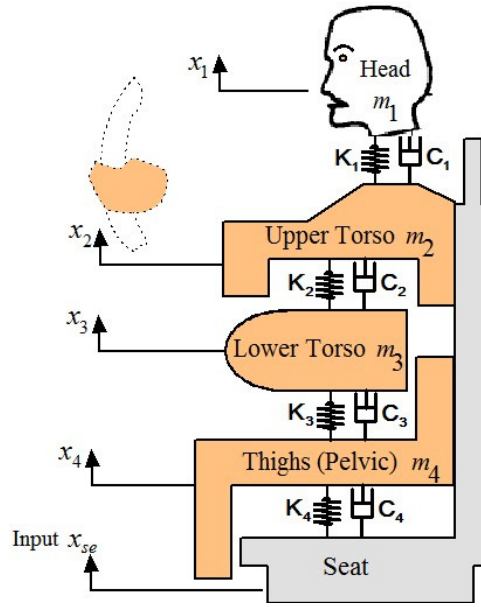 x1
Head
m1
K1
C1
x2
Upper Torso m2
K2
C2
x3
Lower Torso m3
K3
C3
x4
Thighs (Pelvic) m4
K4
C4
Input xse
Seat